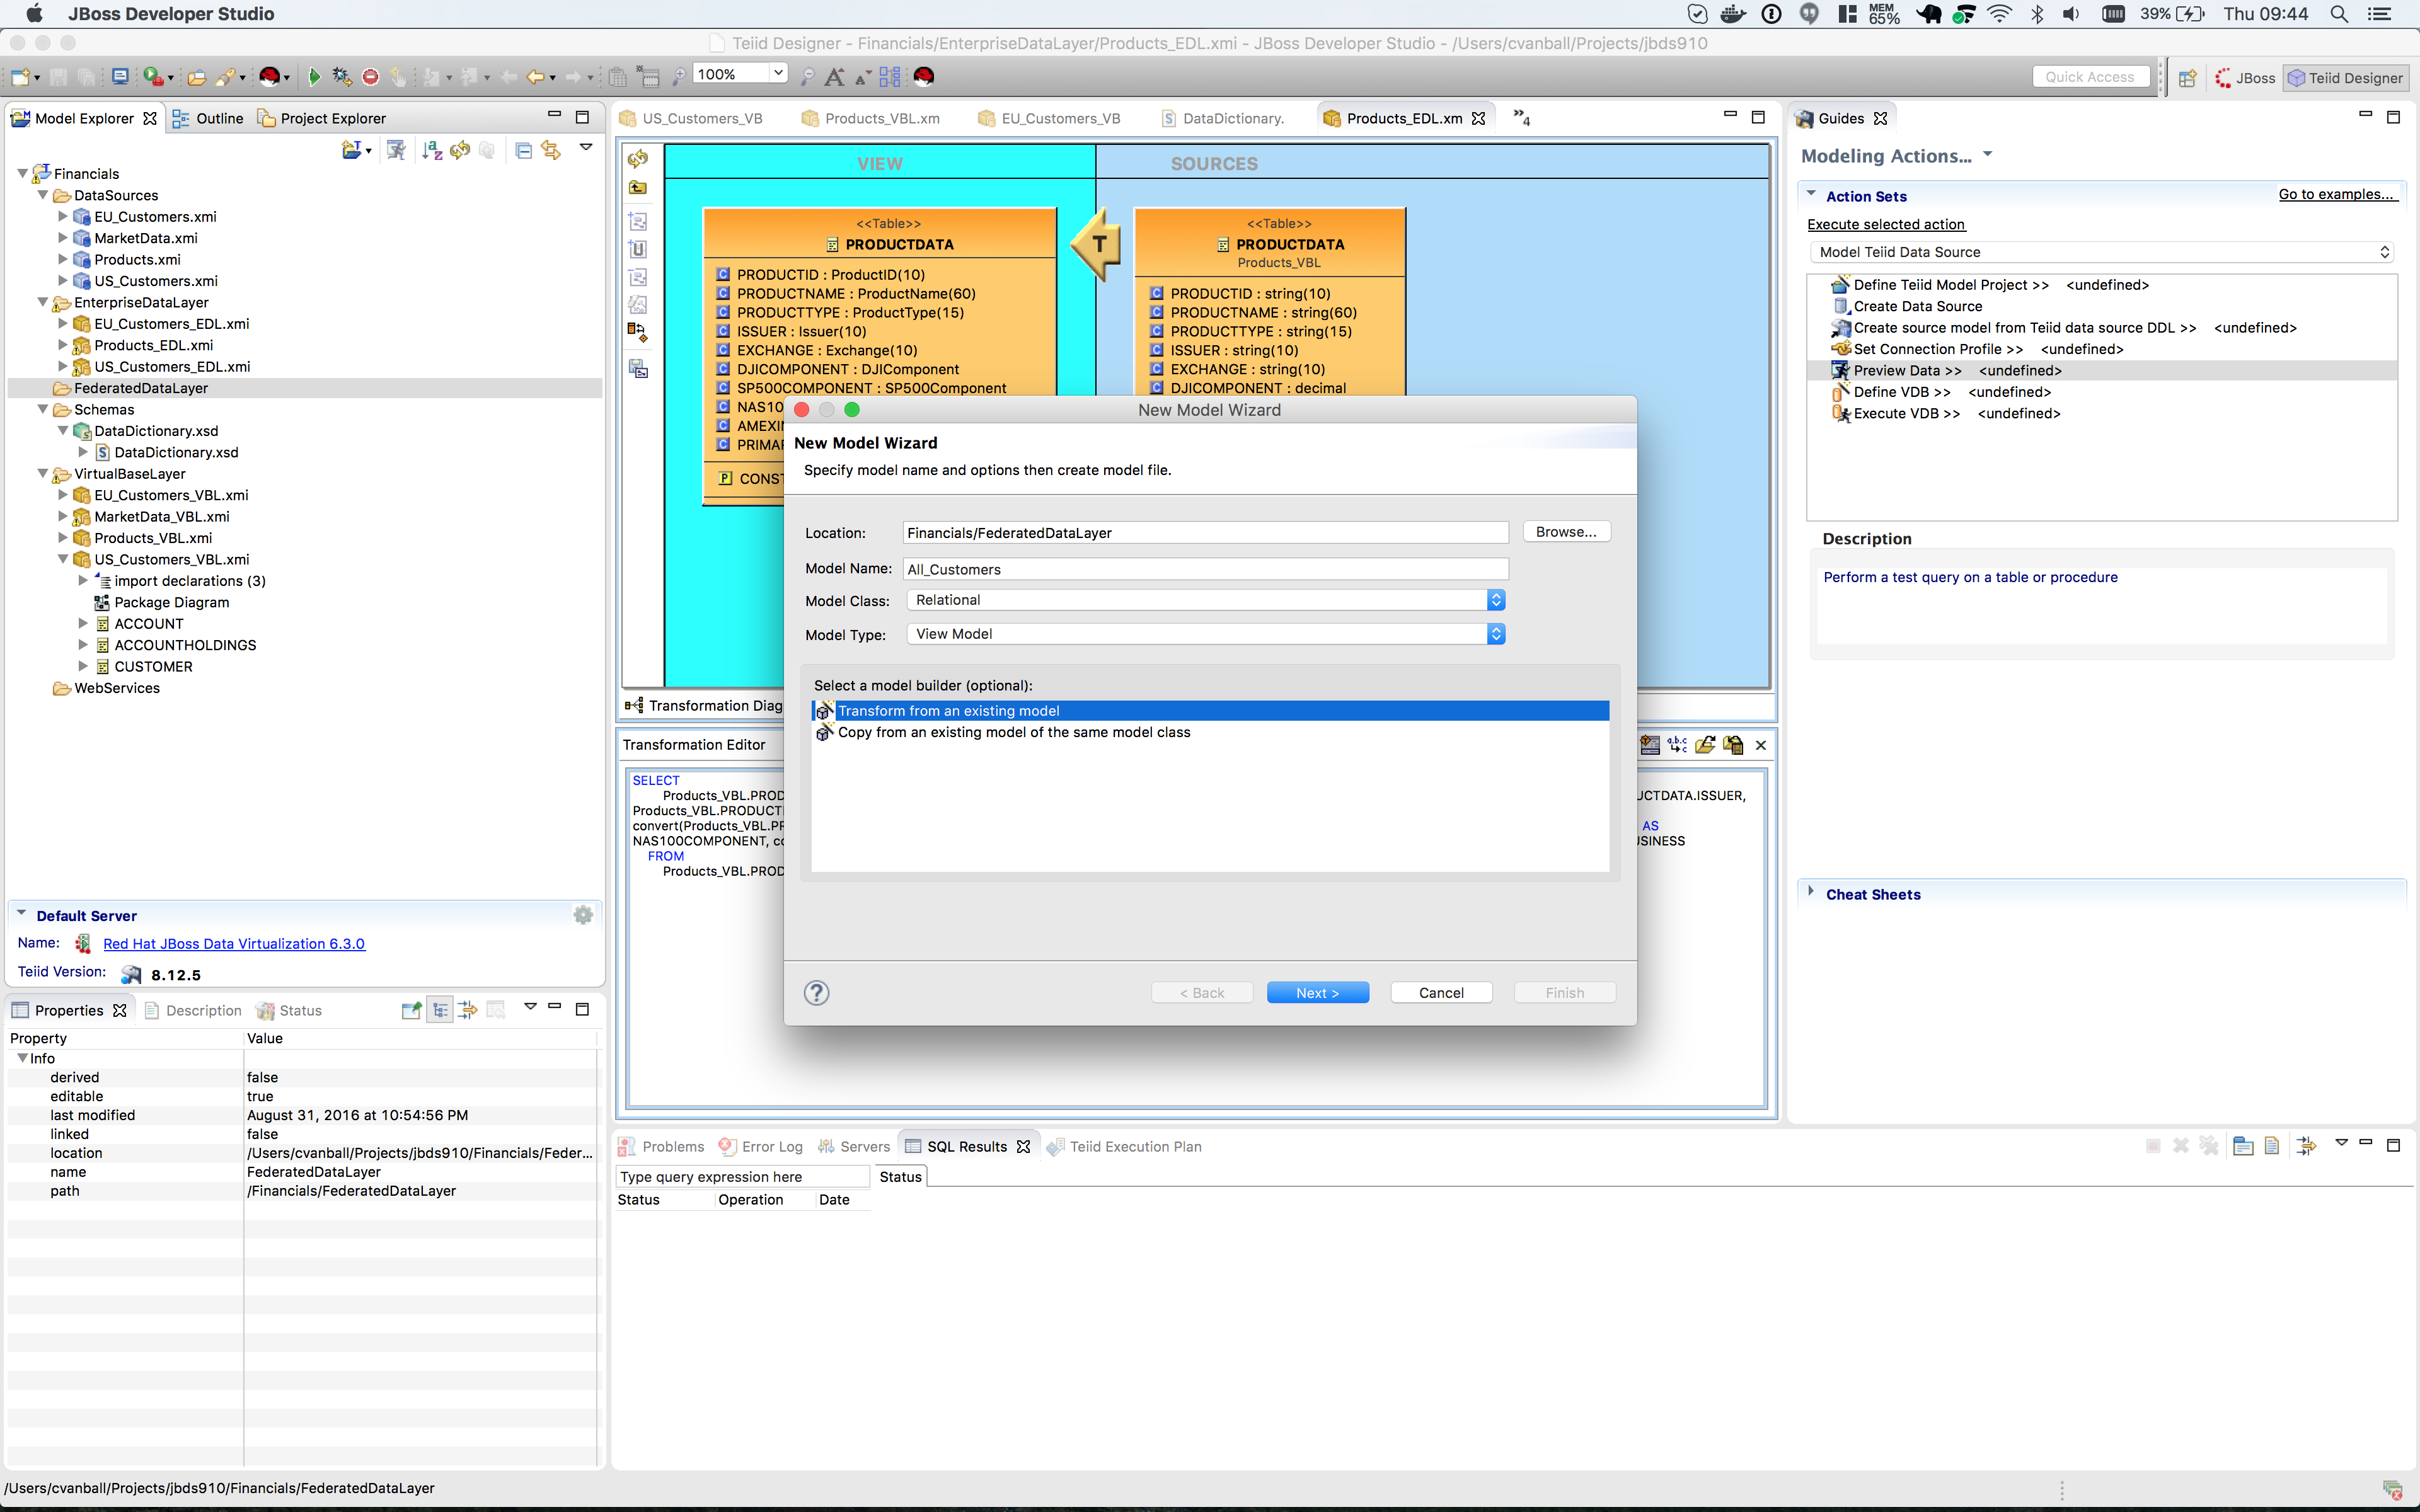 JBoss Developer Studio
MEM
65%
39%
Thu 09:44
Teiid Designer - Financials/EnterpriseDataLayer/Products_EDL.xmi - JBoss Developer Studio - /Users/cvanball/Projects/jbds910
100%
Quick Access
JBoss
Teiid Designer
Model Explorer
Outline
Project Explorer
Financials
DataSources
EU_Customers.xmi
MarketData.xmi
Products.xmi
US_Customers.xmi
EnterpriseDataLayer
EU_Customers_EDL.xmi
Products_EDL.xmi
US_Customers_EDL.xmi
FederatedDataLayer
Schemas
DataDictionary.xsd
DataDictionary.xsd
VirtualBaseLayer
EU_Customers_VBL.xmi
MarketData_VBL.xmi
Products_VBL.xmi
US_Customers_VBL.xmi
import declarations (3)
Package Diagram
ACCOUNT
ACCOUNTHOLDINGS
CUSTOMER
WebServices
Default Server
Name:
Red Hat JBoss Data Virtualization 6.3.0
Teiid Version:
8.12.5
Properties
Description
Status
Property
Value
Info
derived
false
editable
true
last modified
August 31, 2016 at 10:54:56 PM
linked
false
location
/Users/cvanball/Projects/jbds910/Financials/Feder...
name
FederatedDataLayer
path
/Financials/FederatedDataLayer
US_Customers_VB
Products_VBL.xm
EU_Customers_VB
DataDictionary.
Products_EDL.xm
»4
VIEW
SOURCES
<<Table>>
PRODUCTDATA
PRODUCTID : ProductID(10)
PRODUCTNAME : ProductName(60)
PRODUCTTYPE : ProductType(15)
ISSUER : Issuer(10)
EXCHANGE : Exchange(10)
DJICOMPONENT : DJIComponent
SP500COMPONENT : SP500Component
NAS10
AMEXIN
PRIMAR
CONST
T
<<Table>>
PRODUCTDATA
Products_VBL
PRODUCTID : string(10)
PRODUCTNAME : string(60)
PRODUCTTYPE : string(15)
ISSUER : string(10)
EXCHANGE : string(10)
DJICOMPONENT : decimal
Transformation Diag
Transformation Editor
SELECT
Products_VBL.PROD
UCTDATA.ISSUER,
Products_VBL.PRODUCT
convert(Products_VBL.PR
AS
NAS100COMPONENT, co
USINESS
FROM
Products_VBL.PROD
New Model Wizard
New Model Wizard
Specify model name and options then create model file.
Location:
Financials/FederatedDataLayer
Browse...
Model Name:
All_Customers
Model Class:
Relational
Model Type:
View Model
Select a model builder (optional):
Transform from an existing model
Copy from an existing model of the same model class
?
< Back
Next >
Cancel
Finish
Guides
Modeling Actions...
Action Sets
Go to examples...
Execute selected action
Model Teiid Data Source
Define Teiid Model Project >> <undefined>
Create Data Source
Create source model from Teiid data source DDL >> <undefined>
Set Connection Profile >> <undefined>
Preview Data >> <undefined>
Define VDB >> <undefined>
Execute VDB >> <undefined>
Description
Perform a test query on a table or procedure
Cheat Sheets
Problems
Error Log
Servers
SQL Results
Teiid Execution Plan
Type query expression here
Status
Status
Operation
Date
/Users/cvanball/Projects/jbds910/Financials/FederatedDataLayer